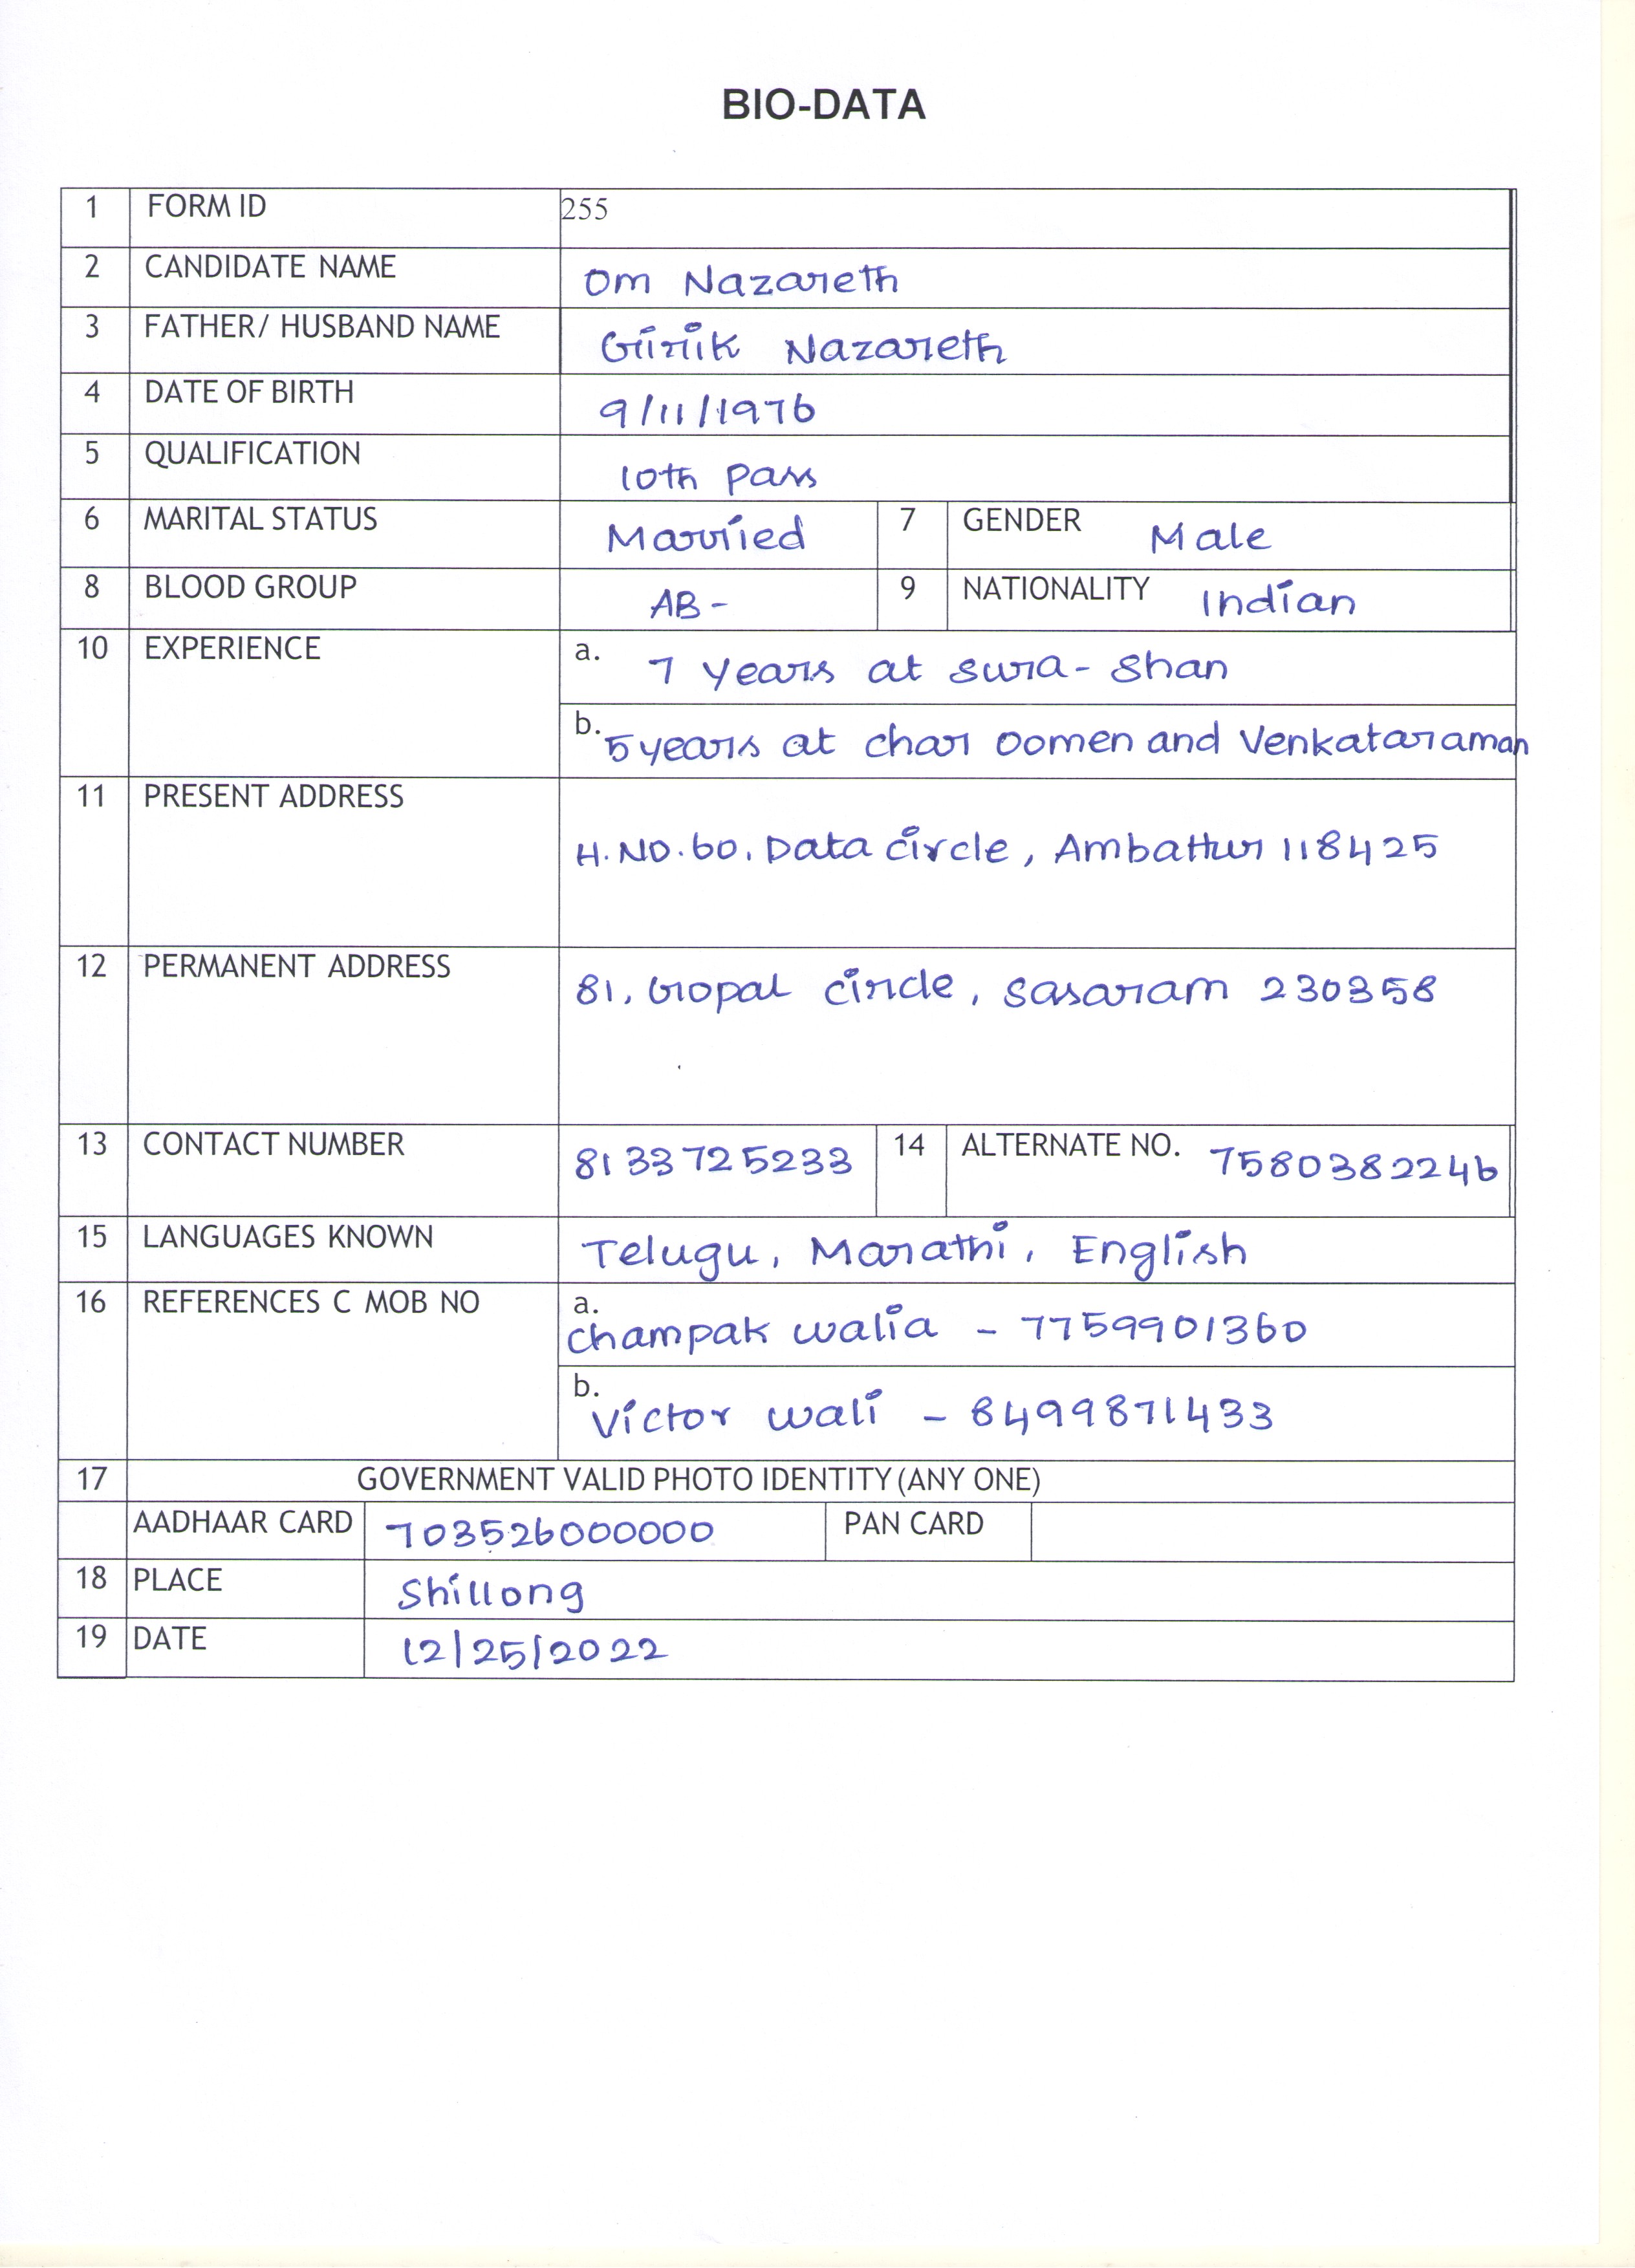 BIO-DATA
1 FORM ID 255
2 CANDIDATE NAME Om Nazareth
3 FATHER/ HUSBAND NAME Girik Nazareth
4 DATE OF BIRTH 9/11/1976
5 QUALIFICATION 10th Pass
6 MARITAL STATUS Married 7 GENDER Male
8 BLOOD GROUP AB- 9 NATIONALITY Indian
10 EXPERIENCE a. 7 years at Sura-Shan
b. 5 years at Char Oomen and Venkataraman
11 PRESENT ADDRESS
H.NO.60, Data circle, Ambattur 118425
12 PERMANENT ADDRESS 81, Gopal circle, Sasaram 230358
13 CONTACT NUMBER 8133725233 14 ALTERNATE NO. 7580382246
15 LANGUAGES KNOWN Telugu, Marathi, English
16 REFERENCES C MOB NO a.
Champak Walia - 7759901360
b.
Victor Wali - 8499871433
17 GOVERNMENT VALID PHOTO IDENTITY (ANY ONE)
AADHAAR CARD 703526000000 PAN CARD
18 PLACE Shillong
19 DATE 12/25/2022